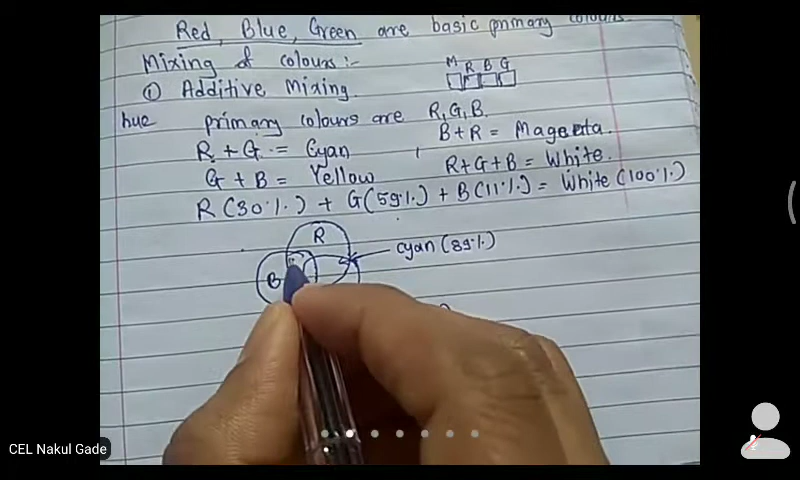 Red, Blue, Green are basic primary colours.
Mixing of colours:-
M R B G
① Additive Mixing.
hue primary colours are R, G, B.
R + G = Cyan
B + R = Magenta.
G + B = Yellow
R + G + B = White.
R (30%) + G (59%) + B (11%) = White (100%)
R
cyan (89%)
B
CEL Nakul Gade